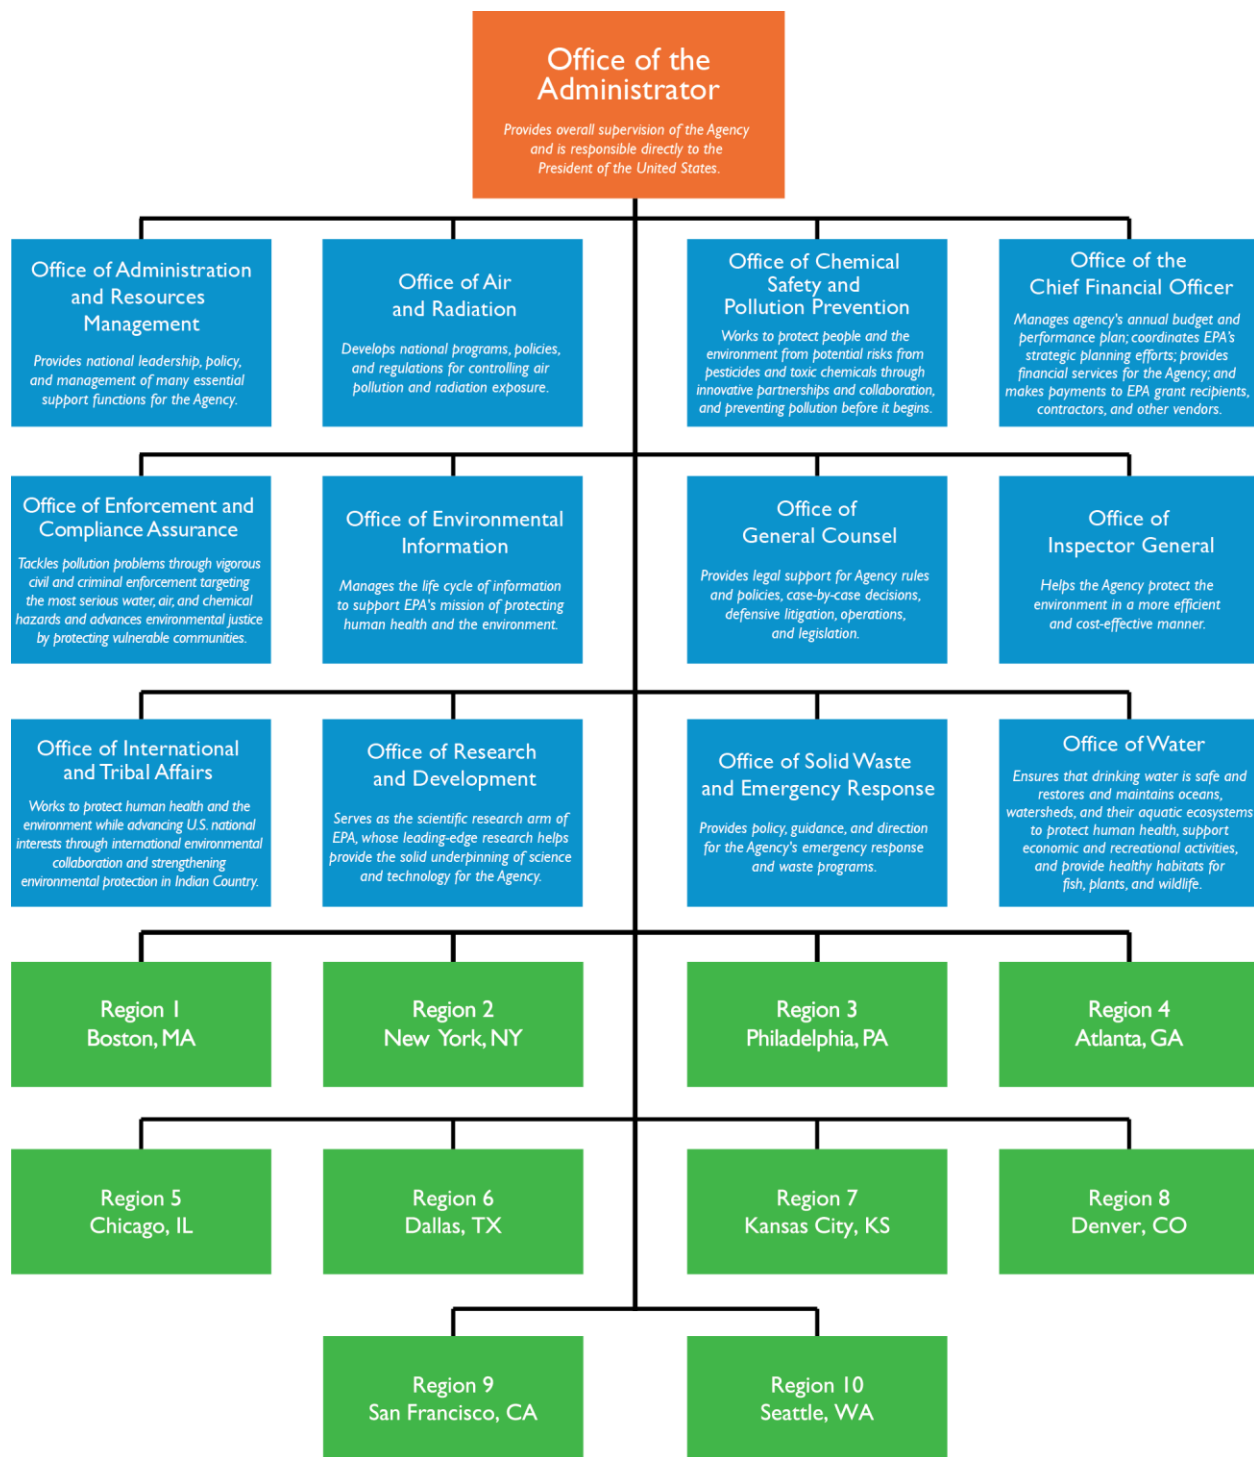 Office of the
Administrator
Provides overall supervision of the Agency
and is responsible directly to the
President of the United States.
Office of Administration
and Resources
Management
Provides national leadership, policy,
and management of many essential
support functions for the Agency.
Office of Air
and Radiation
Develops national programs, policies,
and regulations for controlling air
pollution and radiation exposure.
Office of Chemical
Safety and
Pollution Prevention
Works to protect people and the
environment from potential risks from
pesticides and toxic chemicals through
innovative partnerships and collaboration,
and preventing pollution before it begins.
Office of the
Chief Financial Officer
Manages agency's annual budget and
performance plan; coordinates EPA's
strategic planning efforts; provides
financial services for the Agency; and
makes payments to EPA grant recipients,
contractors, and other vendors.
Office of Enforcement and
Compliance Assurance
Tackles pollution problems through vigorous
civil and criminal enforcement targeting
the most serious water, air, and chemical
hazards and advances environmental justice
by protecting vulnerable communities.
Office of Environmental
Information
Manages the life cycle of information
to support EPA's mission of protecting
human health and the environment.
Office of
General Counsel
Provides legal support for Agency rules
and policies, case-by-case decisions,
defensive litigation, operations,
and legislation.
Office of
Inspector General
Helps the Agency protect the
environment in a more efficient
and cost-effective manner.
Office of International
and Tribal Affairs
Works to protect human health and the
environment while advancing U.S. national
interests through international environmental
collaboration and strengthening
environmental protection in Indian Country.
Office of Research
and Development
Serves as the scientific research arm of
EPA, whose leading-edge research helps
provide the solid underpinning of science
and technology for the Agency.
Office of Solid Waste
and Emergency Response
Provides policy, guidance, and direction
for the Agency's emergency response
and waste programs.
Office of Water
Ensures that drinking water is safe and
restores and maintains oceans,
watersheds, and their aquatic ecosystems
to protect human health, support
economic and recreational activities,
and provide healthy habitats for
fish, plants, and wildlife.
Region 1
Boston, MA
Region 2
New York, NY
Region 3
Philadelphia, PA
Region 4
Atlanta, GA
Region 5
Chicago, IL
Region 6
Dallas, TX
Region 7
Kansas City, KS
Region 8
Denver, CO
Region 9
San Francisco, CA
Region 10
Seattle, WA